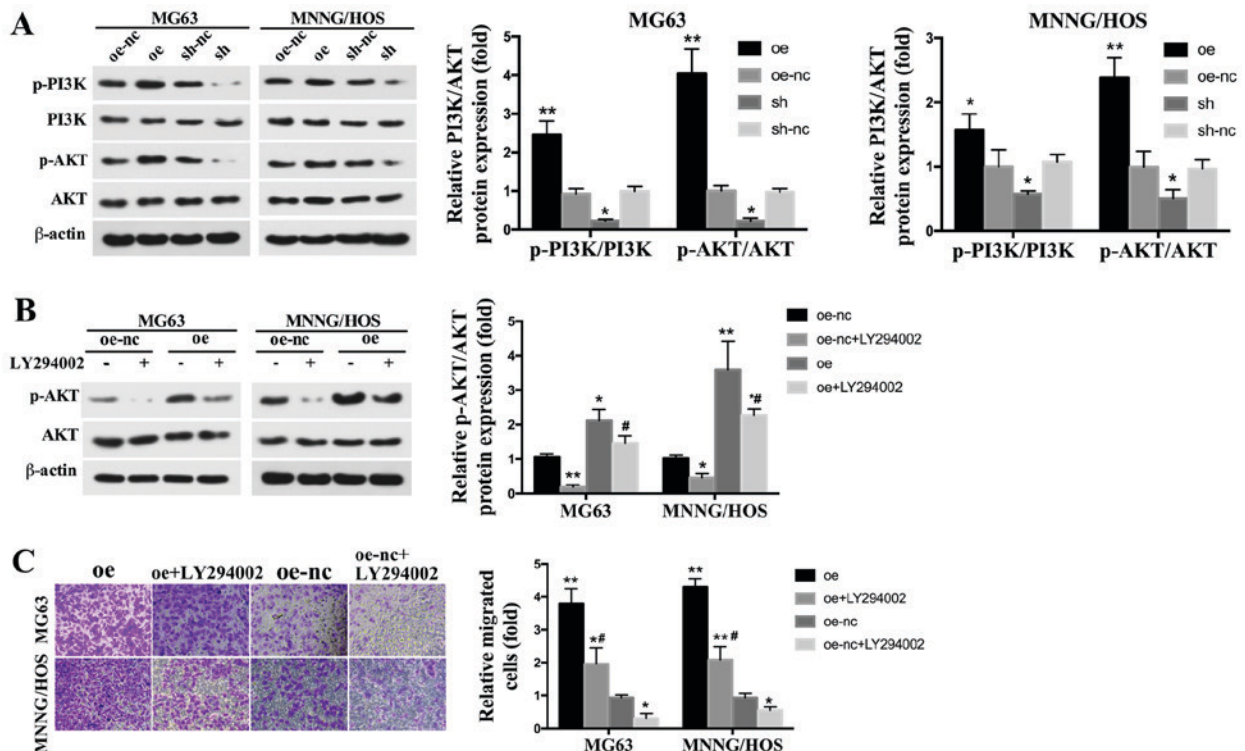 A
MG63
MNNG/HOS
oe-nc
oe
sh-nc
sh
oe-nc
oe
sh-nc
sh
p-PI3K
PI3K
p-AKT
AKT
β-actin
MG63
Relative PI3K/AKT
protein expression (fold)
6
4
2
1
0
**
*
**
*
p-PI3K/PI3K
p-AKT/AKT
oe
oe-nc
sh
sh-nc
MNNG/HOS
Relative PI3K/AKT
protein expression (fold)
3
2
1
0
*
*
**
*
p-PI3K/PI3K
p-AKT/AKT
oe
oe-nc
sh
sh-nc
B
MG63
MNNG/HOS
oe-nc
oe
oe-nc
oe
LY294002
- + - + - + - +
p-AKT
AKT
β-actin
Relative p-AKT/AKT
protein expression (fold)
5
4
3
2
1
0
**
*
#
*
**
*#
MG63
MNNG/HOS
oe-nc
oe-nc+LY294002
oe
oe+LY294002
C
oe
oe+LY294002
oe-nc
oe-nc+
LY294002
MG63
MNNG/HOS
Relative migrated
cells (fold)
5
4
2
1
0
**
*#
*
**
**#
*
MG63
MNNG/HOS
oe
oe+LY294002
oe-nc
oe-nc+LY294002